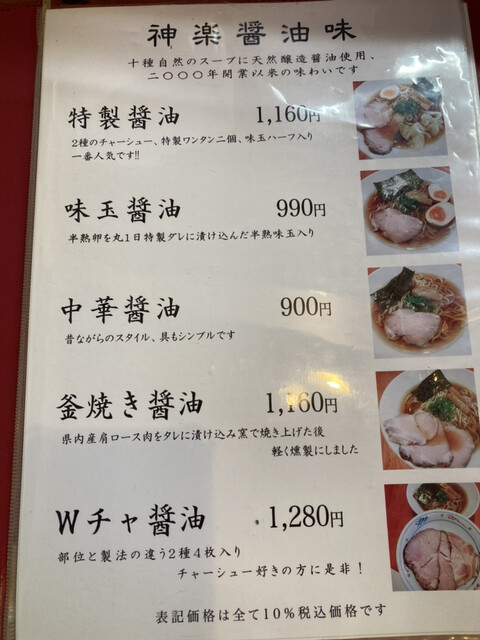 神楽醤油味
十種自然のスープに天然醸造醤油使用、
二〇〇〇年開業以来の味わいです
特製醤油 1,160円
2種のチャーシュー、特製ワンタン二個、味玉ハーフ入り
一番人気です!!
味玉醤油 990円
半熟卵を丸1日特製ダレに漬け込んだ半熟味玉入り
中華醤油 900円
昔ながらのスタイル、具もシンプルです
釜焼き醤油 1,160円
県内産肩ロース肉をタレに漬け込み窯で焼き上げた後
軽く燻製にしました
Wチャ醤油 1,280円
部位と製法の違う2種4枚入り
チャーシュー好きの方に是非！
表記価格は全て10%税込価格です